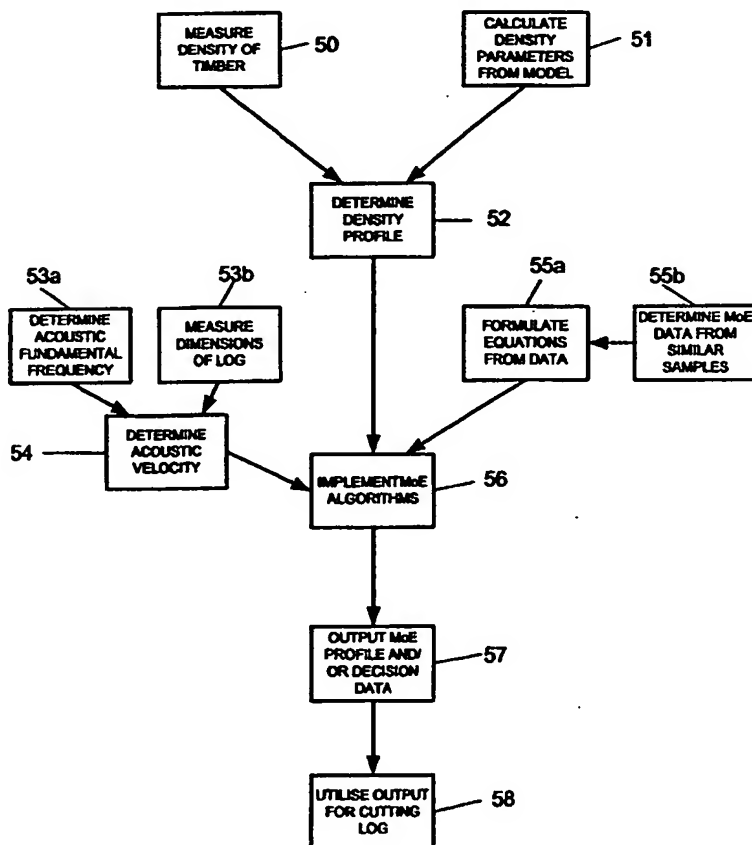 MEASURE
DENSITY OF
TIMBER
50
CALCULATE
DENSITY
PARAMETERS
FROM MODEL
51
DETERMINE
DENSITY
PROFILE
52
53a
DETERMINE
ACOUSTIC
FUNDAMENTAL
FREQUENCY
53b
MEASURE
DIMENSIONS
OF LOG
55a
FORMULATE
EQUATIONS
FROM DATA
55b
DETERMINE MoE
DATA FROM
SIMILAR
SAMPLES
54
DETERMINE
ACOUSTIC
VELOCITY
IMPLEMENT MoE
ALGORITHMS
56
OUTPUT MoE
PROFILE AND/
OR DECISION
DATA
57
UTILISE OUTPUT
FOR CUTTING
LOG
58